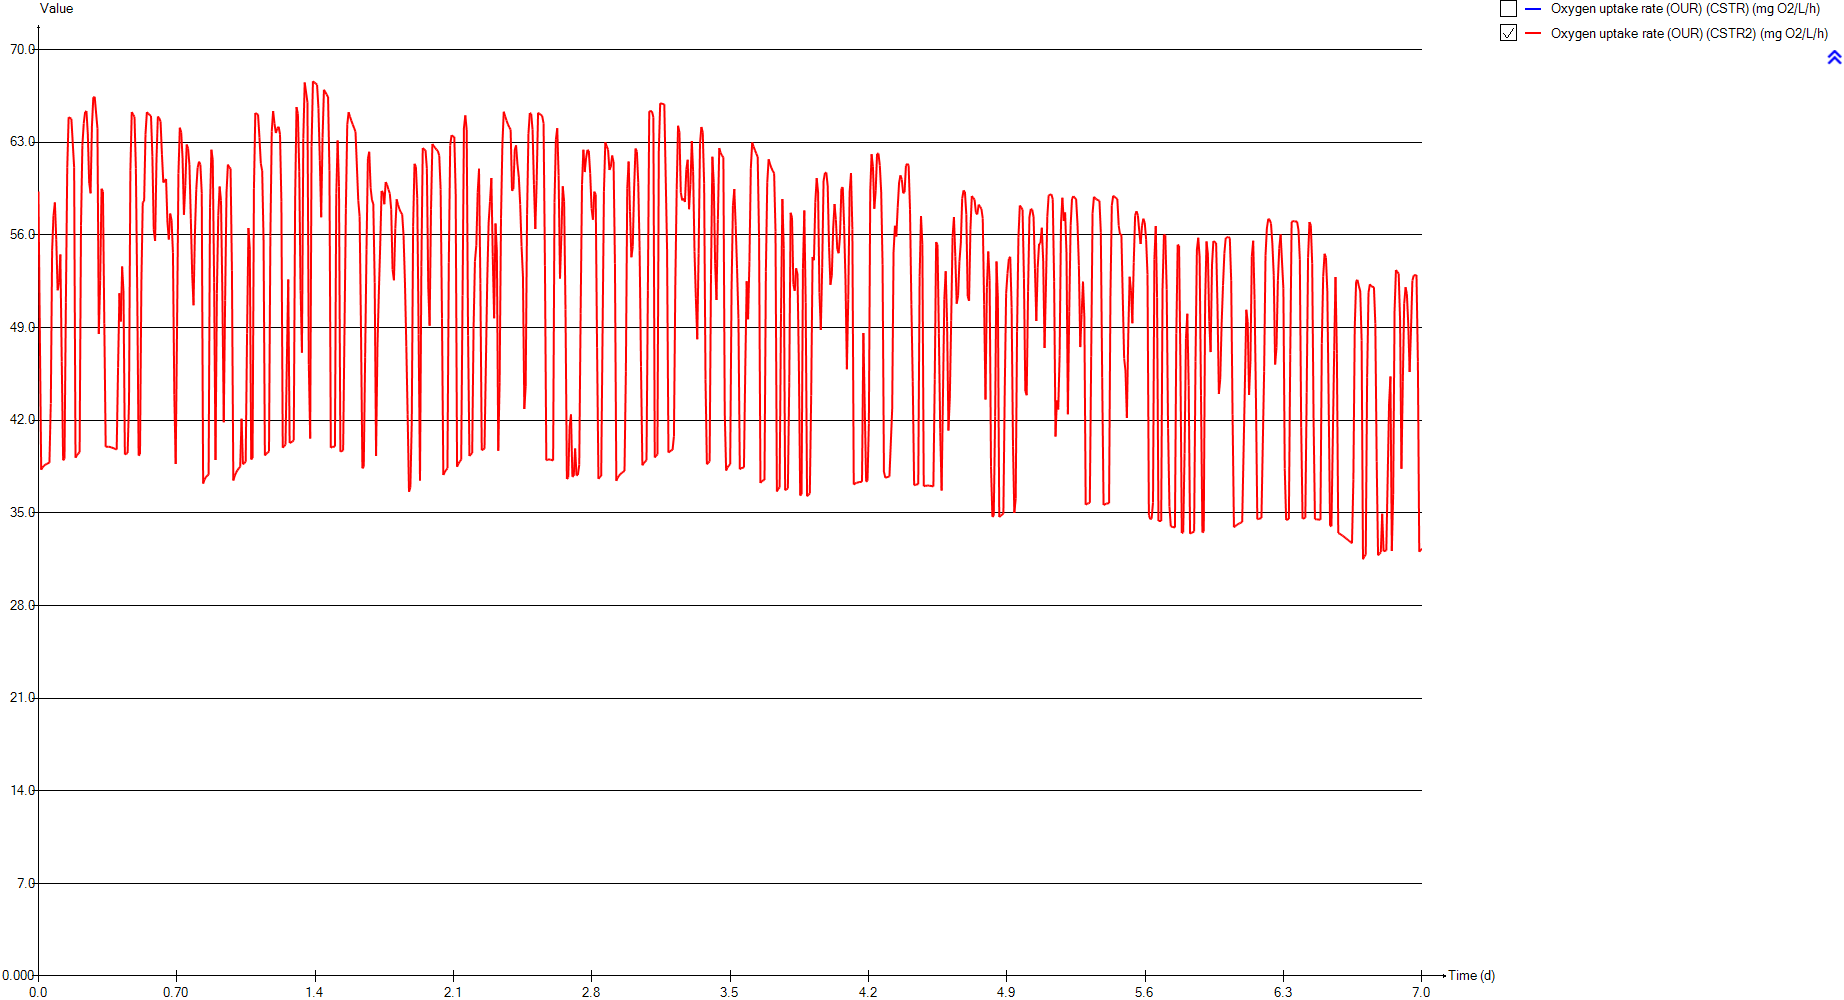 Value
Oxygen uptake rate (OUR) (CSTR) (mg O2/L/h)
Oxygen uptake rate (OUR) (CSTR2) (mg O2/L/h)
70.0
63.0
56.0
49.0
42.0
35.0
28.0
21.0
14.0
7.0
0.000
Time (d)
0.0 0.70 1.4 2.1 2.8 3.5 4.2 4.9 5.6 6.3 7.0